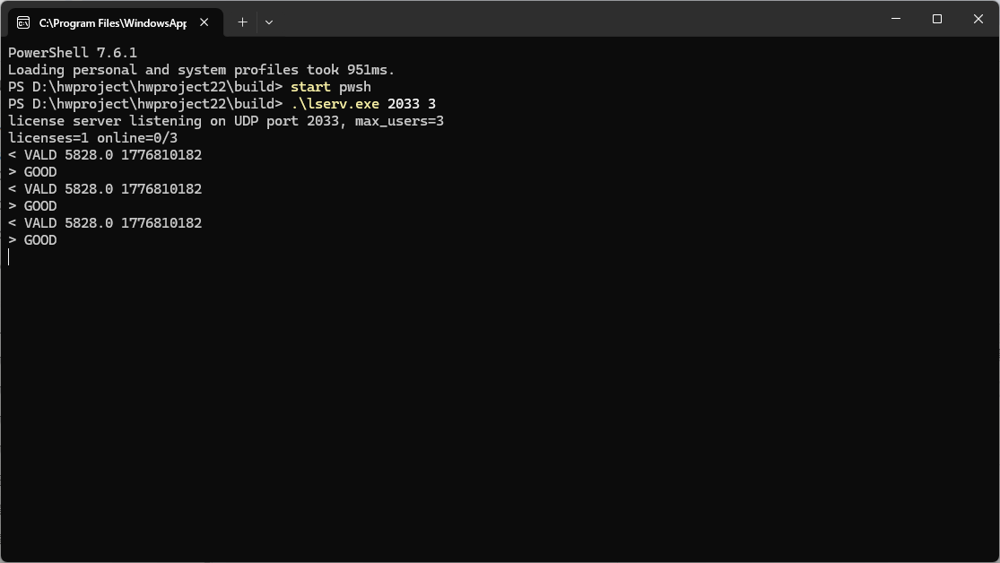 C:\Program Files\WindowsApp
PowerShell 7.6.1
Loading personal and system profiles took 951ms.
PS D:\hwproject\hwproject22\build> start pwsh
PS D:\hwproject\hwproject22\build> .\lserv.exe 2033 3
license server listening on UDP port 2033, max_users=3
licenses=1 online=0/3
< VALD 5828.0 1776810182
> GOOD
< VALD 5828.0 1776810182
> GOOD
< VALD 5828.0 1776810182
> GOOD